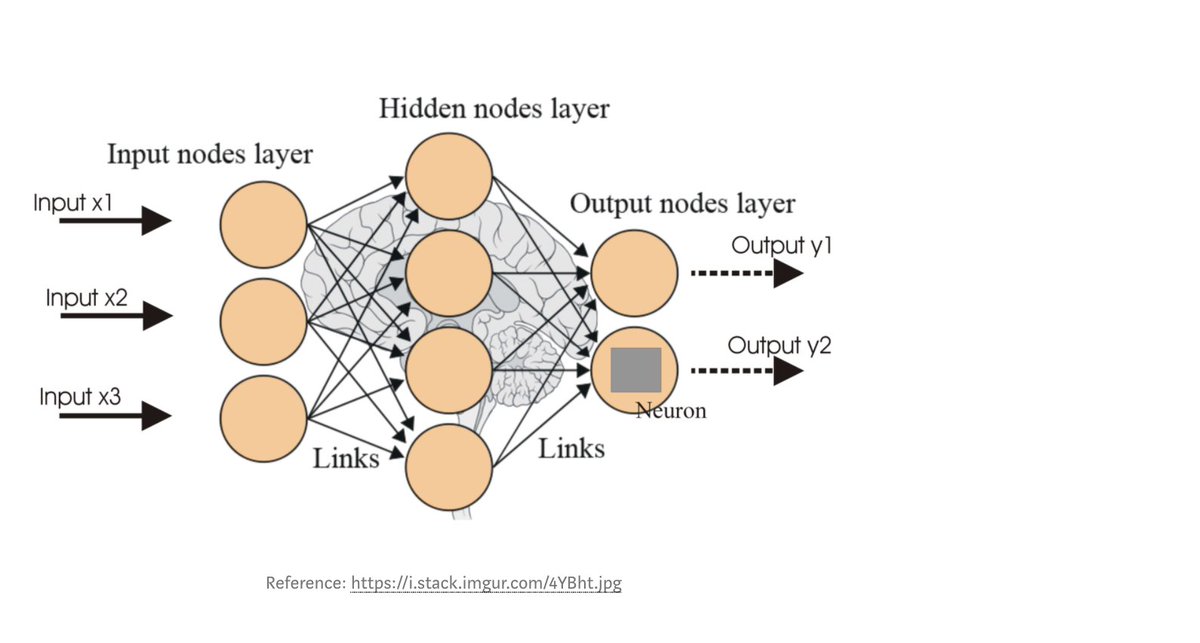 Hidden nodes layer
Input nodes layer
Input x1
Output nodes layer
Output y1
Input x2
Output y2
Input x3
Neuron
Links
Links
Reference: https://i.stack.imgur.com/4YBht.jpg